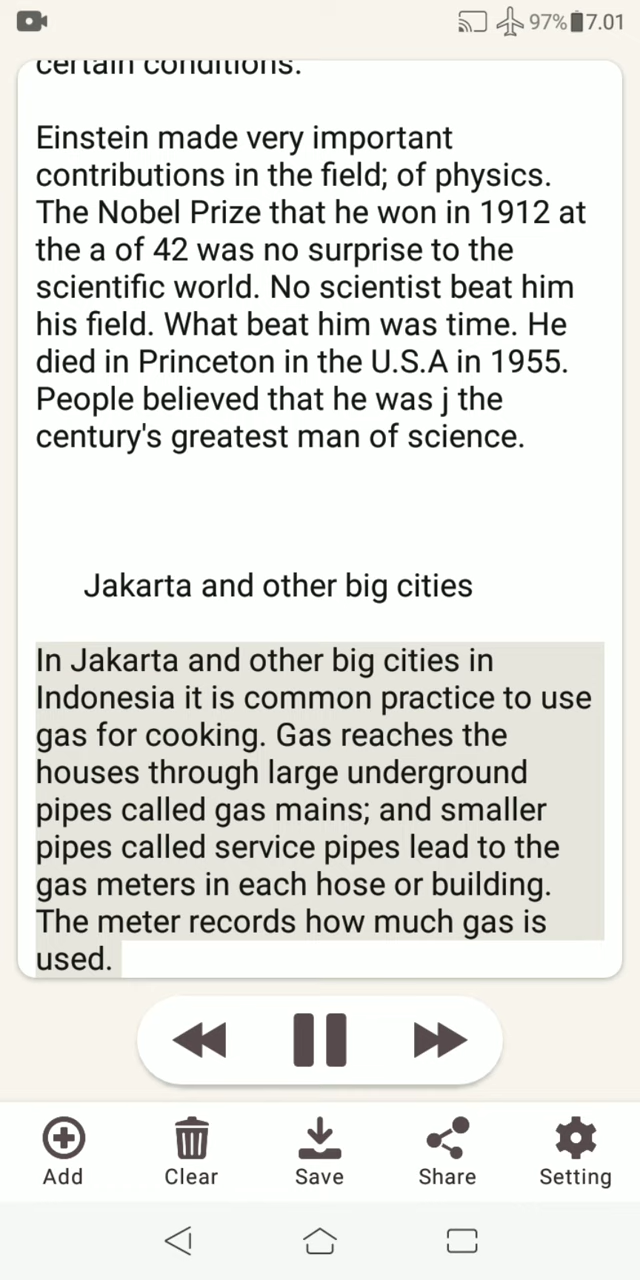 97% 7.01
certain conditions.
Einstein made very important
contributions in the field; of physics.
The Nobel Prize that he won in 1912 at
the a of 42 was no surprise to the
scientific world. No scientist beat him
his field. What beat him was time. He
died in Princeton in the U.S.A in 1955.
People believed that he was j the
century's greatest man of science.
Jakarta and other big cities
In Jakarta and other big cities in
Indonesia it is common practice to use
gas for cooking. Gas reaches the
houses through large underground
pipes called gas mains; and smaller
pipes called service pipes lead to the
gas meters in each hose or building.
The meter records how much gas is
used.
Add Clear Save Share Setting